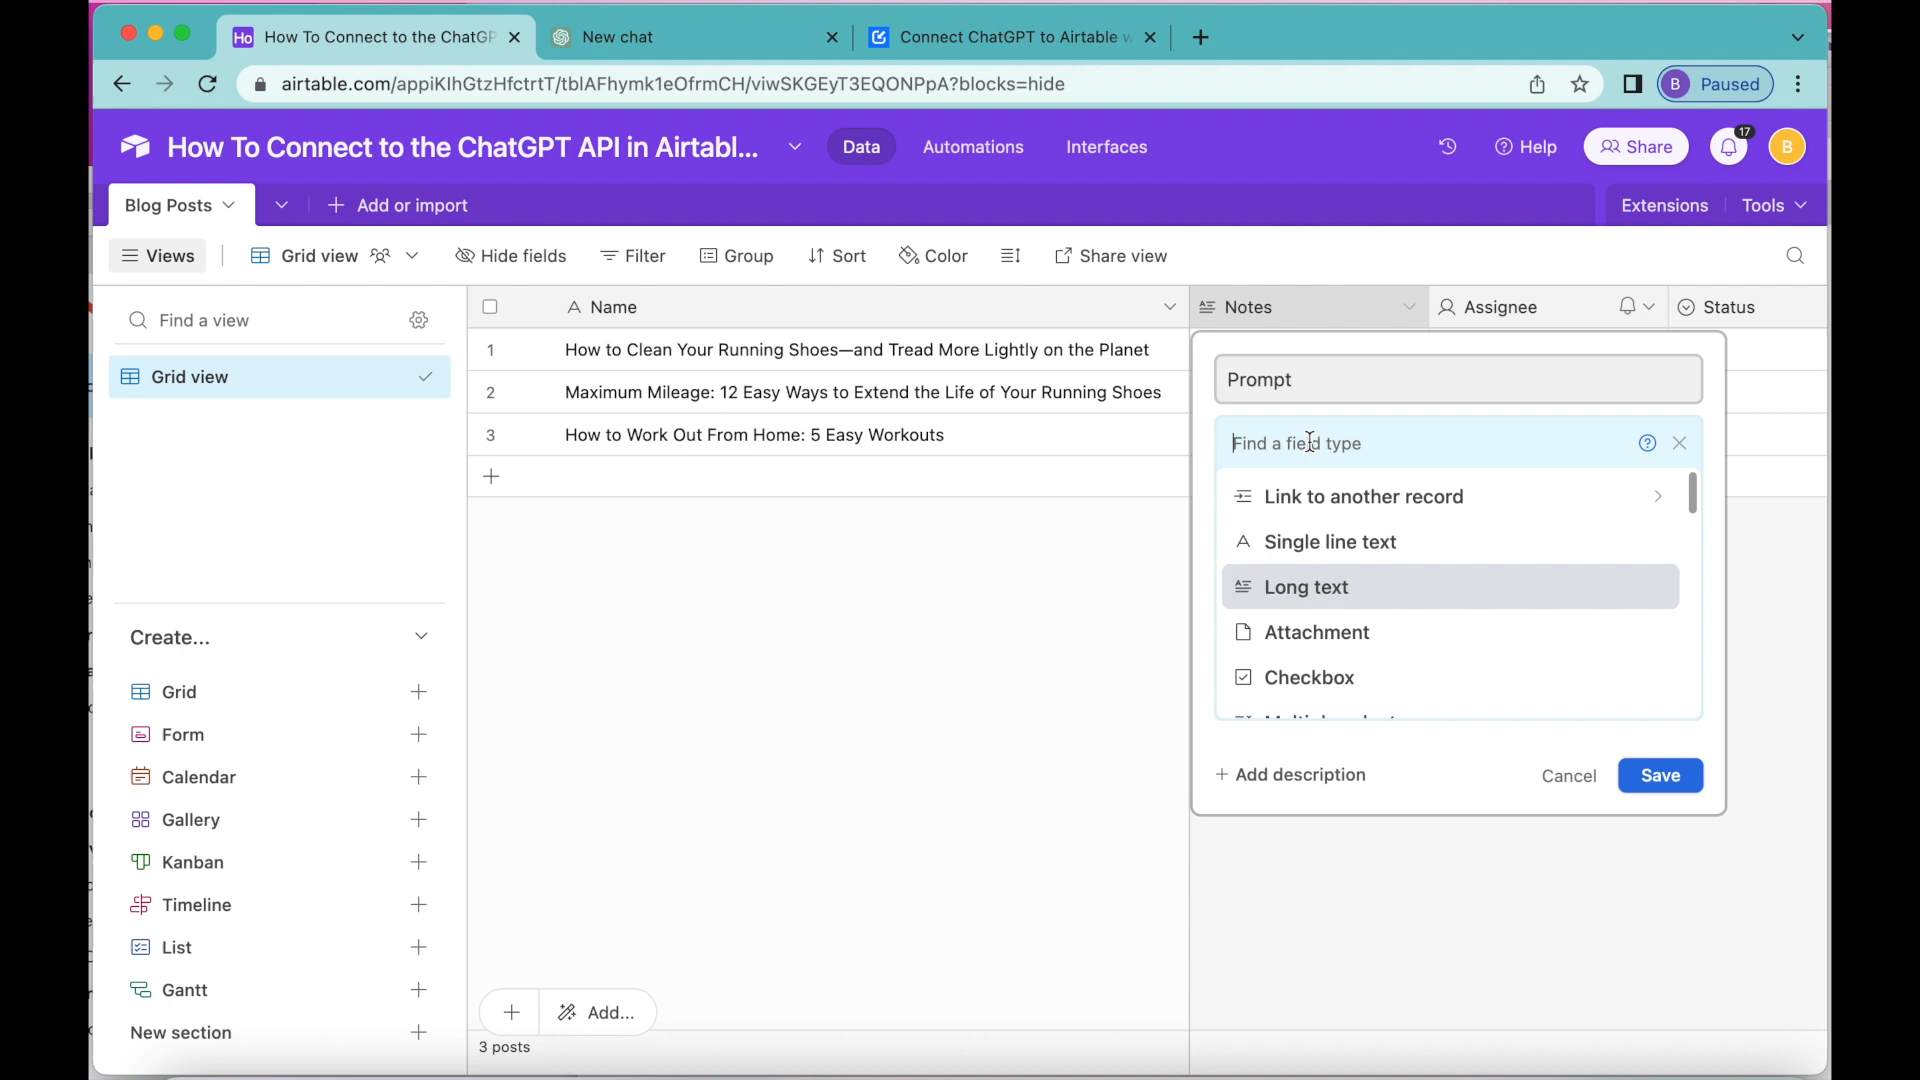 Ho How To Connect to the ChatGP
New chat
Connect ChatGPT to Airtable w
airtable.com/appiKlhGtzHfctrtT/tblAFhymk1eOfrmCH/viwSKGEyT3EQONPpA?blocks=hide
B Paused
How To Connect to the ChatGPT API in Airtabl...
Data
Automations
Interfaces
Help
Share
17
B
Blog Posts
Add or import
Extensions
Tools
Views
Grid view
Hide fields
Filter
Group
Sort
Color
Share view
Find a view
Grid view
Name
Notes
Assignee
Status
1 How to Clean Your Running Shoes—and Tread More Lightly on the Planet
2 Maximum Mileage: 12 Easy Ways to Extend the Life of Your Running Shoes
3 How to Work Out From Home: 5 Easy Workouts
Prompt
Find a field type
Link to another record
Single line text
Long text
Attachment
Checkbox
Add description
Cancel
Save
Create...
Grid
Form
Calendar
Gallery
Kanban
Timeline
List
Gantt
New section
Add...
3 posts